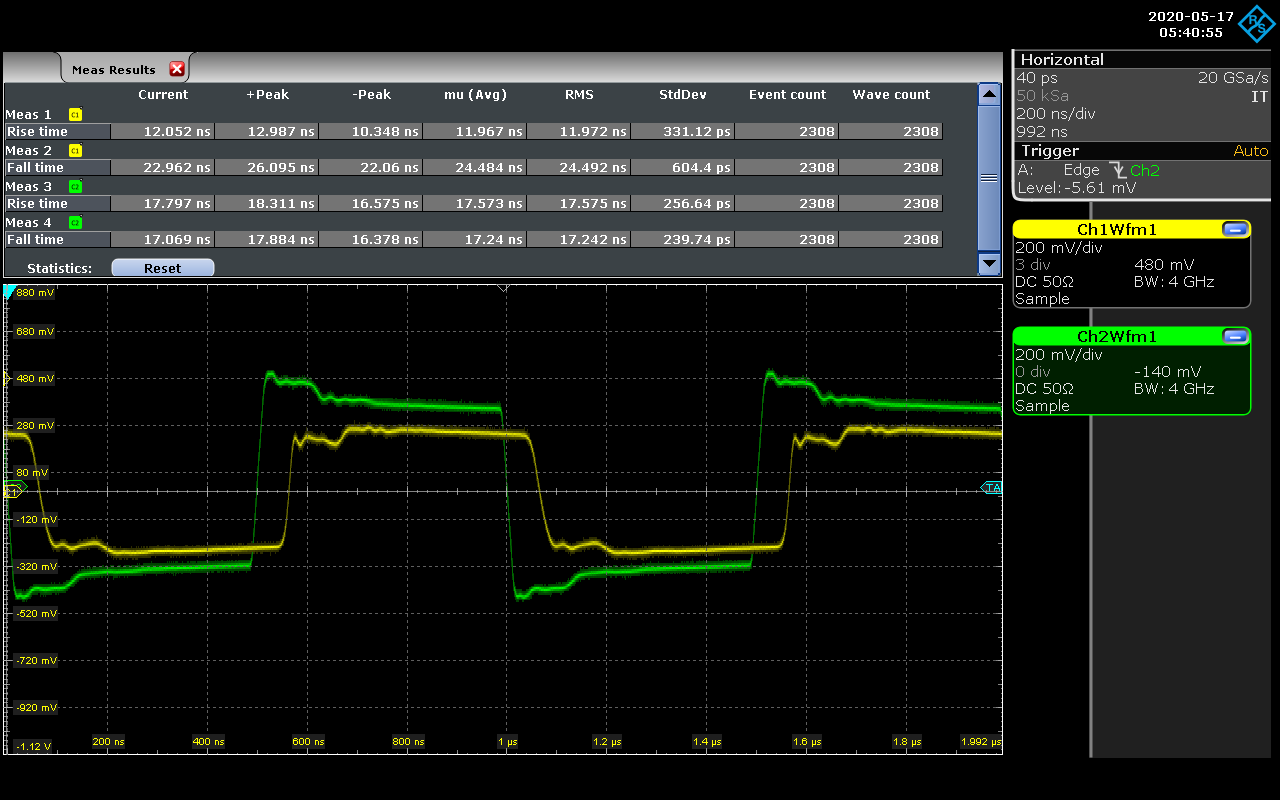 2020-05-17
05:40:55
R S
Meas Results
Current +Peak -Peak mu (Avg) RMS StdDev Event count Wave count
Meas 1 C1
Rise time 12.052 ns 12.987 ns 10.348 ns 11.967 ns 11.972 ns 331.12 ps 2308 2308
Meas 2 C1
Fall time 22.962 ns 26.095 ns 22.06 ns 24.484 ns 24.492 ns 604.4 ps 2308 2308
Meas 3 C2
Rise time 17.797 ns 18.311 ns 16.575 ns 17.573 ns 17.575 ns 256.64 ps 2308 2308
Meas 4 C2
Fall time 17.069 ns 17.884 ns 16.378 ns 17.24 ns 17.242 ns 239.74 ps 2308 2308
Statistics: Reset
Horizontal
40 ps 20 GSa/s
50 kSa IT
200 ns/div
992 ns
Trigger Auto
A: Edge Ch2
Level: -5.61 mV
Ch1Wfm1
200 mV/div
3 div 480 mV
DC 50Ω BW: 4 GHz
Sample
Ch2Wfm1
200 mV/div
0 div -140 mV
DC 50Ω BW: 4 GHz
Sample
880 mV
680 mV
480 mV
280 mV
80 mV
TA
-120 mV
-320 mV
-520 mV
-720 mV
-920 mV
-1.12 V
200 ns 400 ns 600 ns 800 ns 1 µs 1.2 µs 1.4 µs 1.6 µs 1.8 µs 1.992 µs